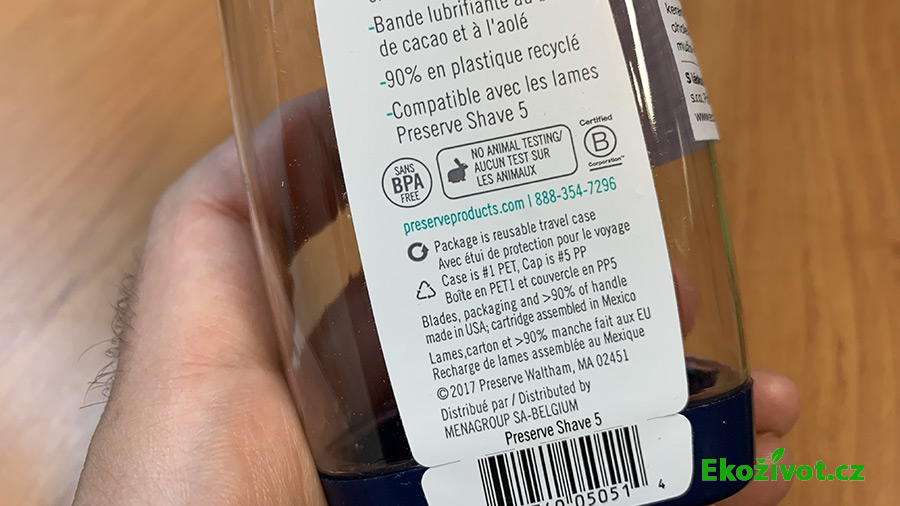 -Bande lubrifiante au
de cacao et à l'aolé
-90% en plastique recyclé
-Compatible avec les lames
Preserve Shave 5
SANS
BPA
FREE
NO ANIMAL TESTING/
AUCUN TEST SUR
LES ANIMAUX
Certified
B
Corporation™
preserveproducts.com | 888-354-7296
Package is reusable travel case
Avec étui de protection pour le voyage
Case is #1 PET, Cap is #5 PP
Boîte en PET1 et couvercle en PP5
Blades, packaging and >90% of handle
made in USA; cartridge assembled in Mexico
Lames,carton et >90% manche fait aux EU
Recharge de lames assemblée au Mexique
©2017 Preserve Waltham, MA 02451
Distribué par / Distributed by
MENAGROUP SA-BELGIUM
Preserve Shave 5
05051 4
Ekoživot.cz